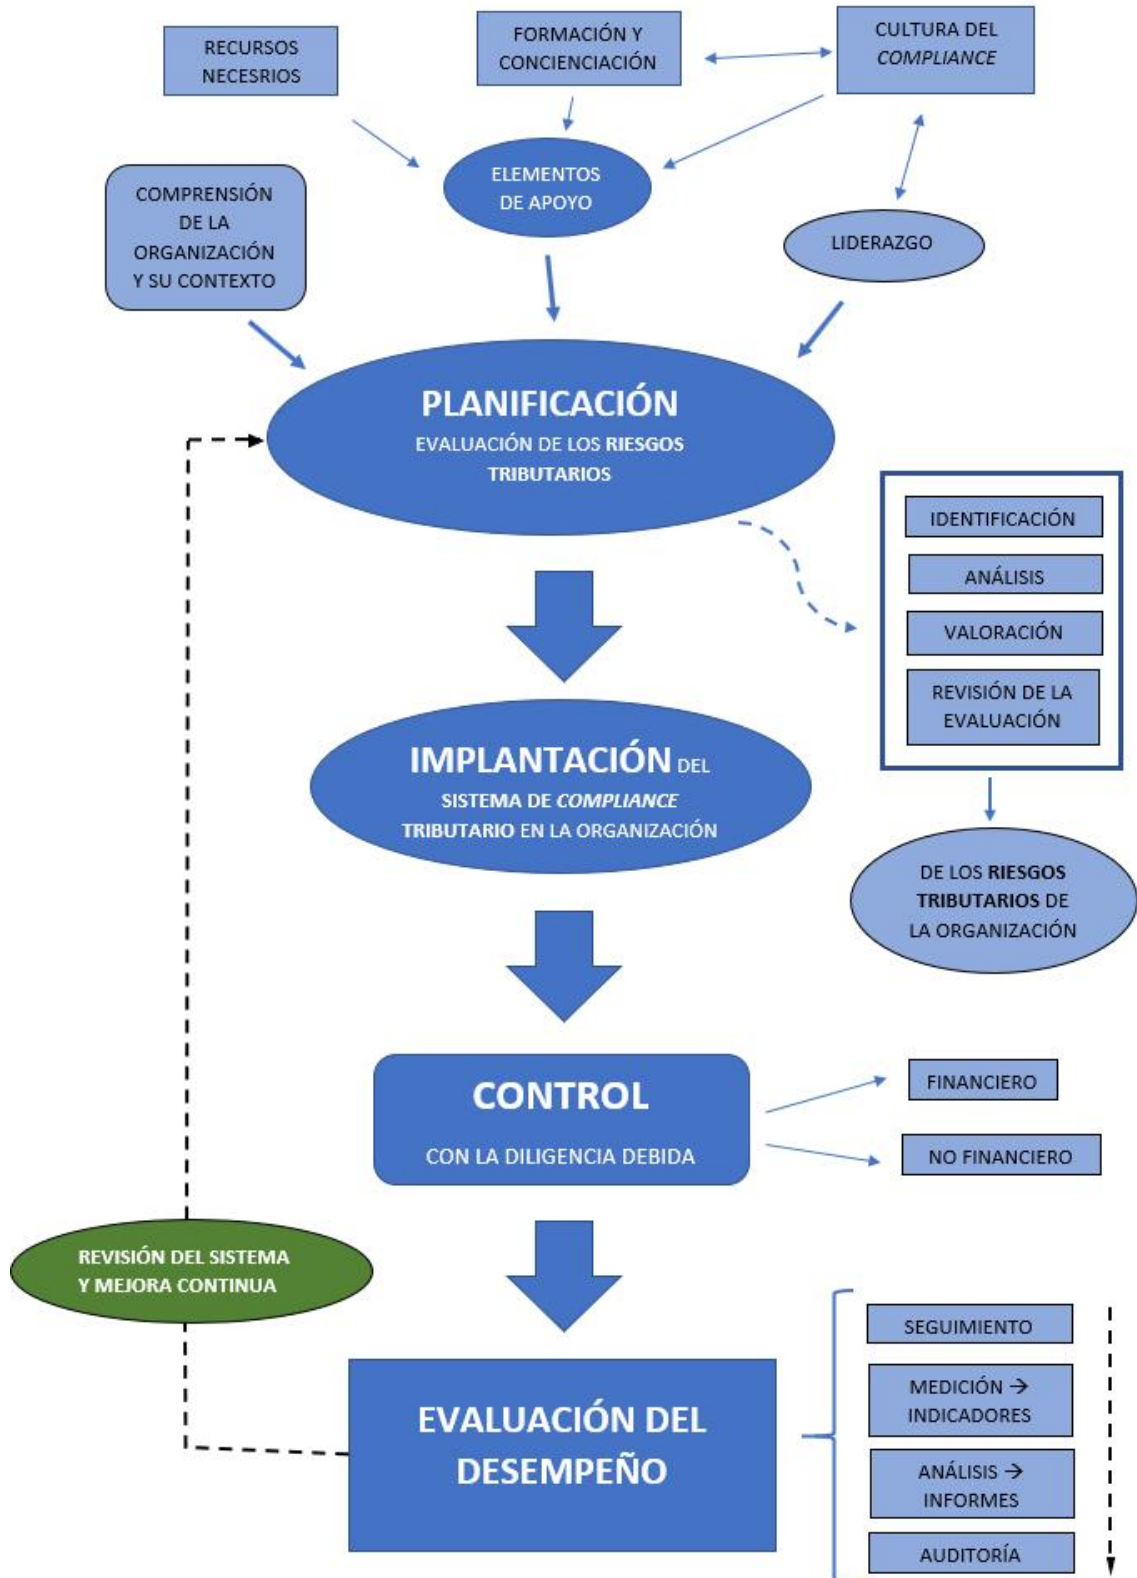 RECURSOS
NECESRIOS
FORMACIÓN Y
CONCIENCIACIÓN
CULTURA DEL
COMPLIANCE
ELEMENTOS
DE APOYO
COMPRENSIÓN
DE LA
ORGANIZACIÓN
Y SU CONTEXTO
LIDERAZGO
PLANIFICACIÓN
EVALUACIÓN DE LOS RIESGOS
TRIBUTARIOS
IDENTIFICACIÓN
ANÁLISIS
VALORACIÓN
REVISIÓN DE LA
EVALUACIÓN
IMPLANTACIÓN DEL
SISTEMA DE COMPLIANCE
TRIBUTARIO EN LA ORGANIZACIÓN
DE LOS RIESGOS
TRIBUTARIOS DE
LA ORGANIZACIÓN
CONTROL
CON LA DILIGENCIA DEBIDA
FINANCIERO
NO FINANCIERO
REVISIÓN DEL SISTEMA
Y MEJORA CONTINUA
EVALUACIÓN DEL
DESEMPEÑO
SEGUIMIENTO
MEDICIÓN →
INDICADORES
ANÁLISIS →
INFORMES
AUDITORÍA